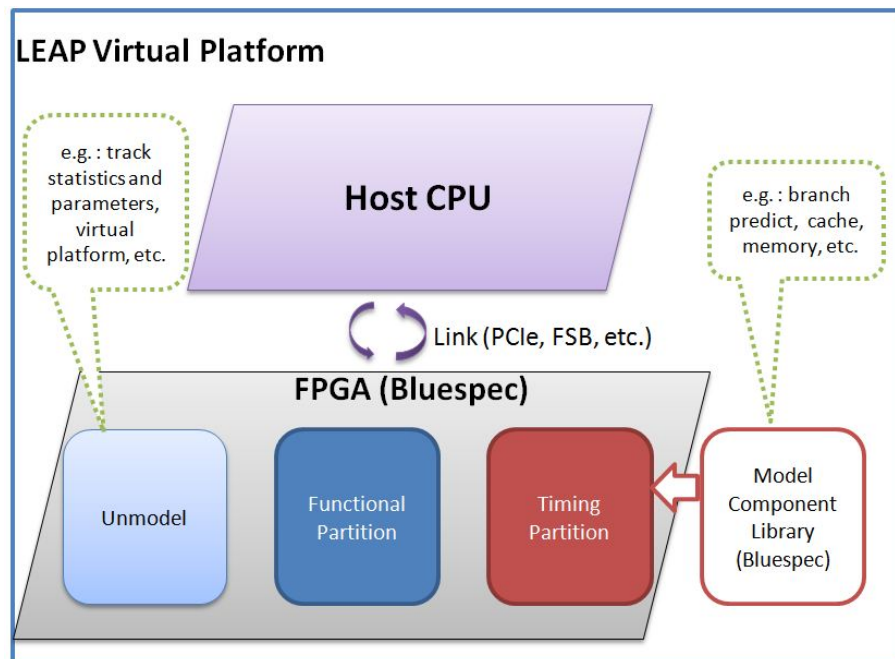 LEAP Virtual Platform
e.g. : track
statistics and
parameters,
virtual
platform, etc.
Host CPU
e.g. : branch
predict, cache,
memory, etc.
Link (PCIe, FSB, etc.)
FPGA (Bluespec)
Unmodel
Functional
Partition
Timing
Partition
Model
Component
Library
(Bluespec)